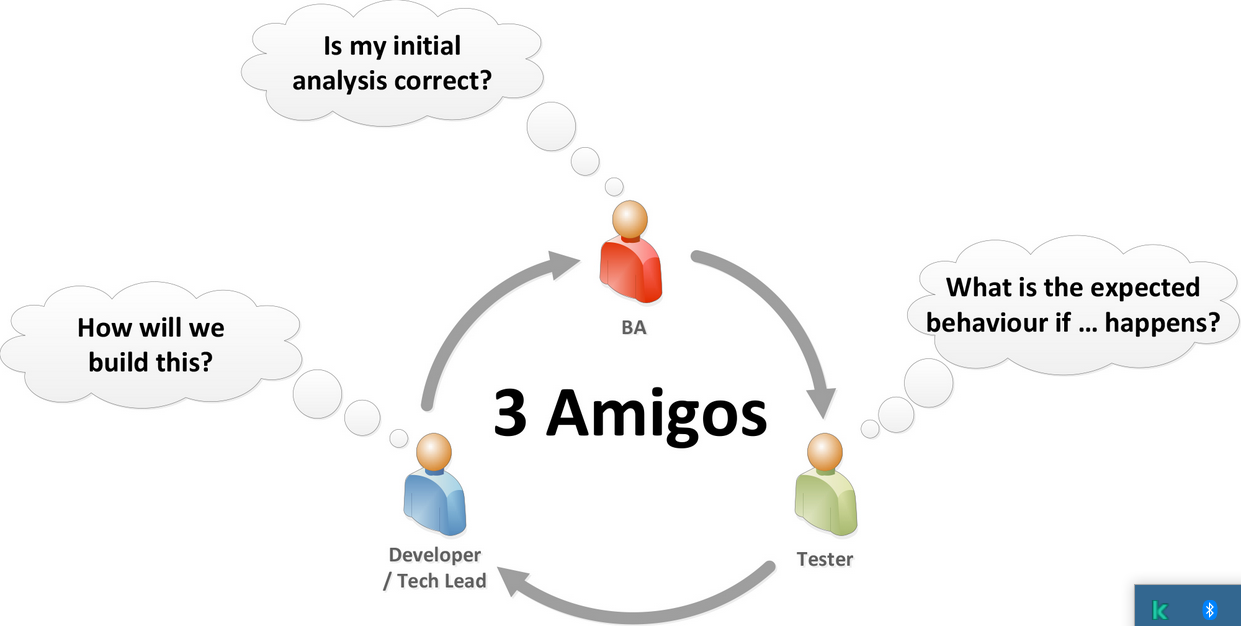 Is my initial
analysis correct?
What is the expected
behaviour if ... happens?
How will we
build this?
BA
3 Amigos
Developer
/ Tech Lead
Tester
k